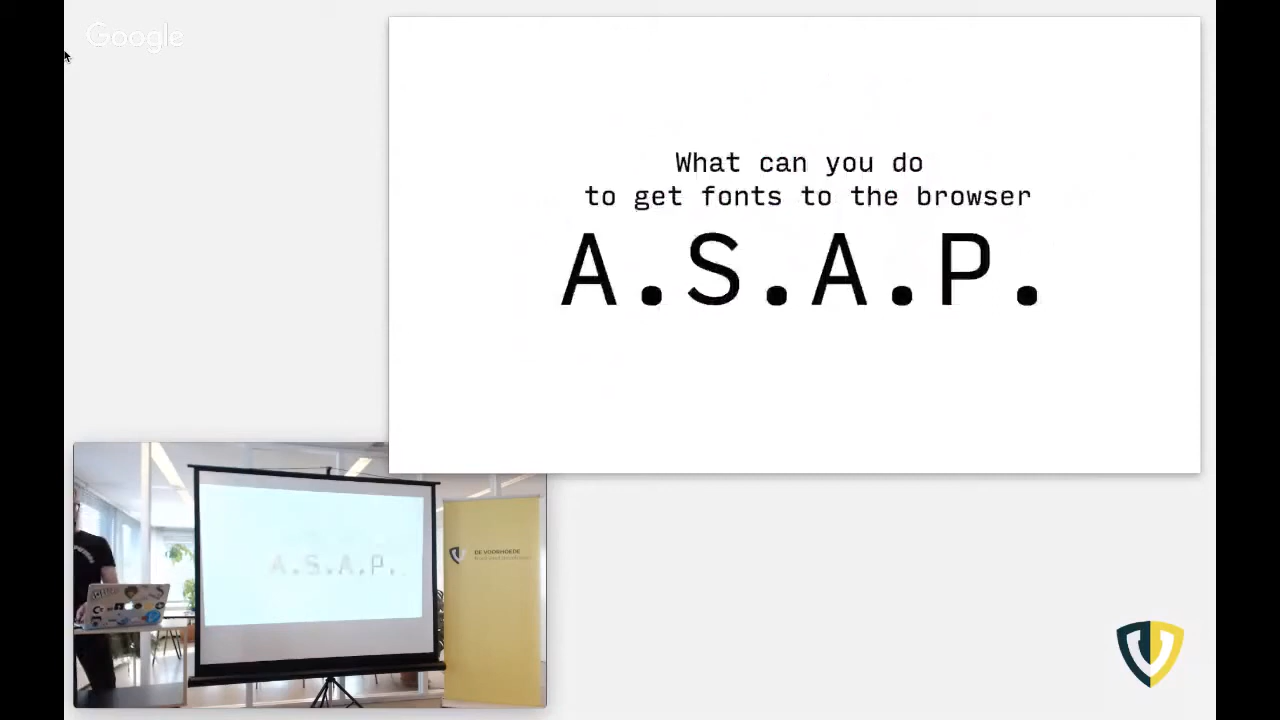 Google
What can you do
to get fonts to the browser
A.S.A.P.
A.S.A.P.
DE VOORHOEDE